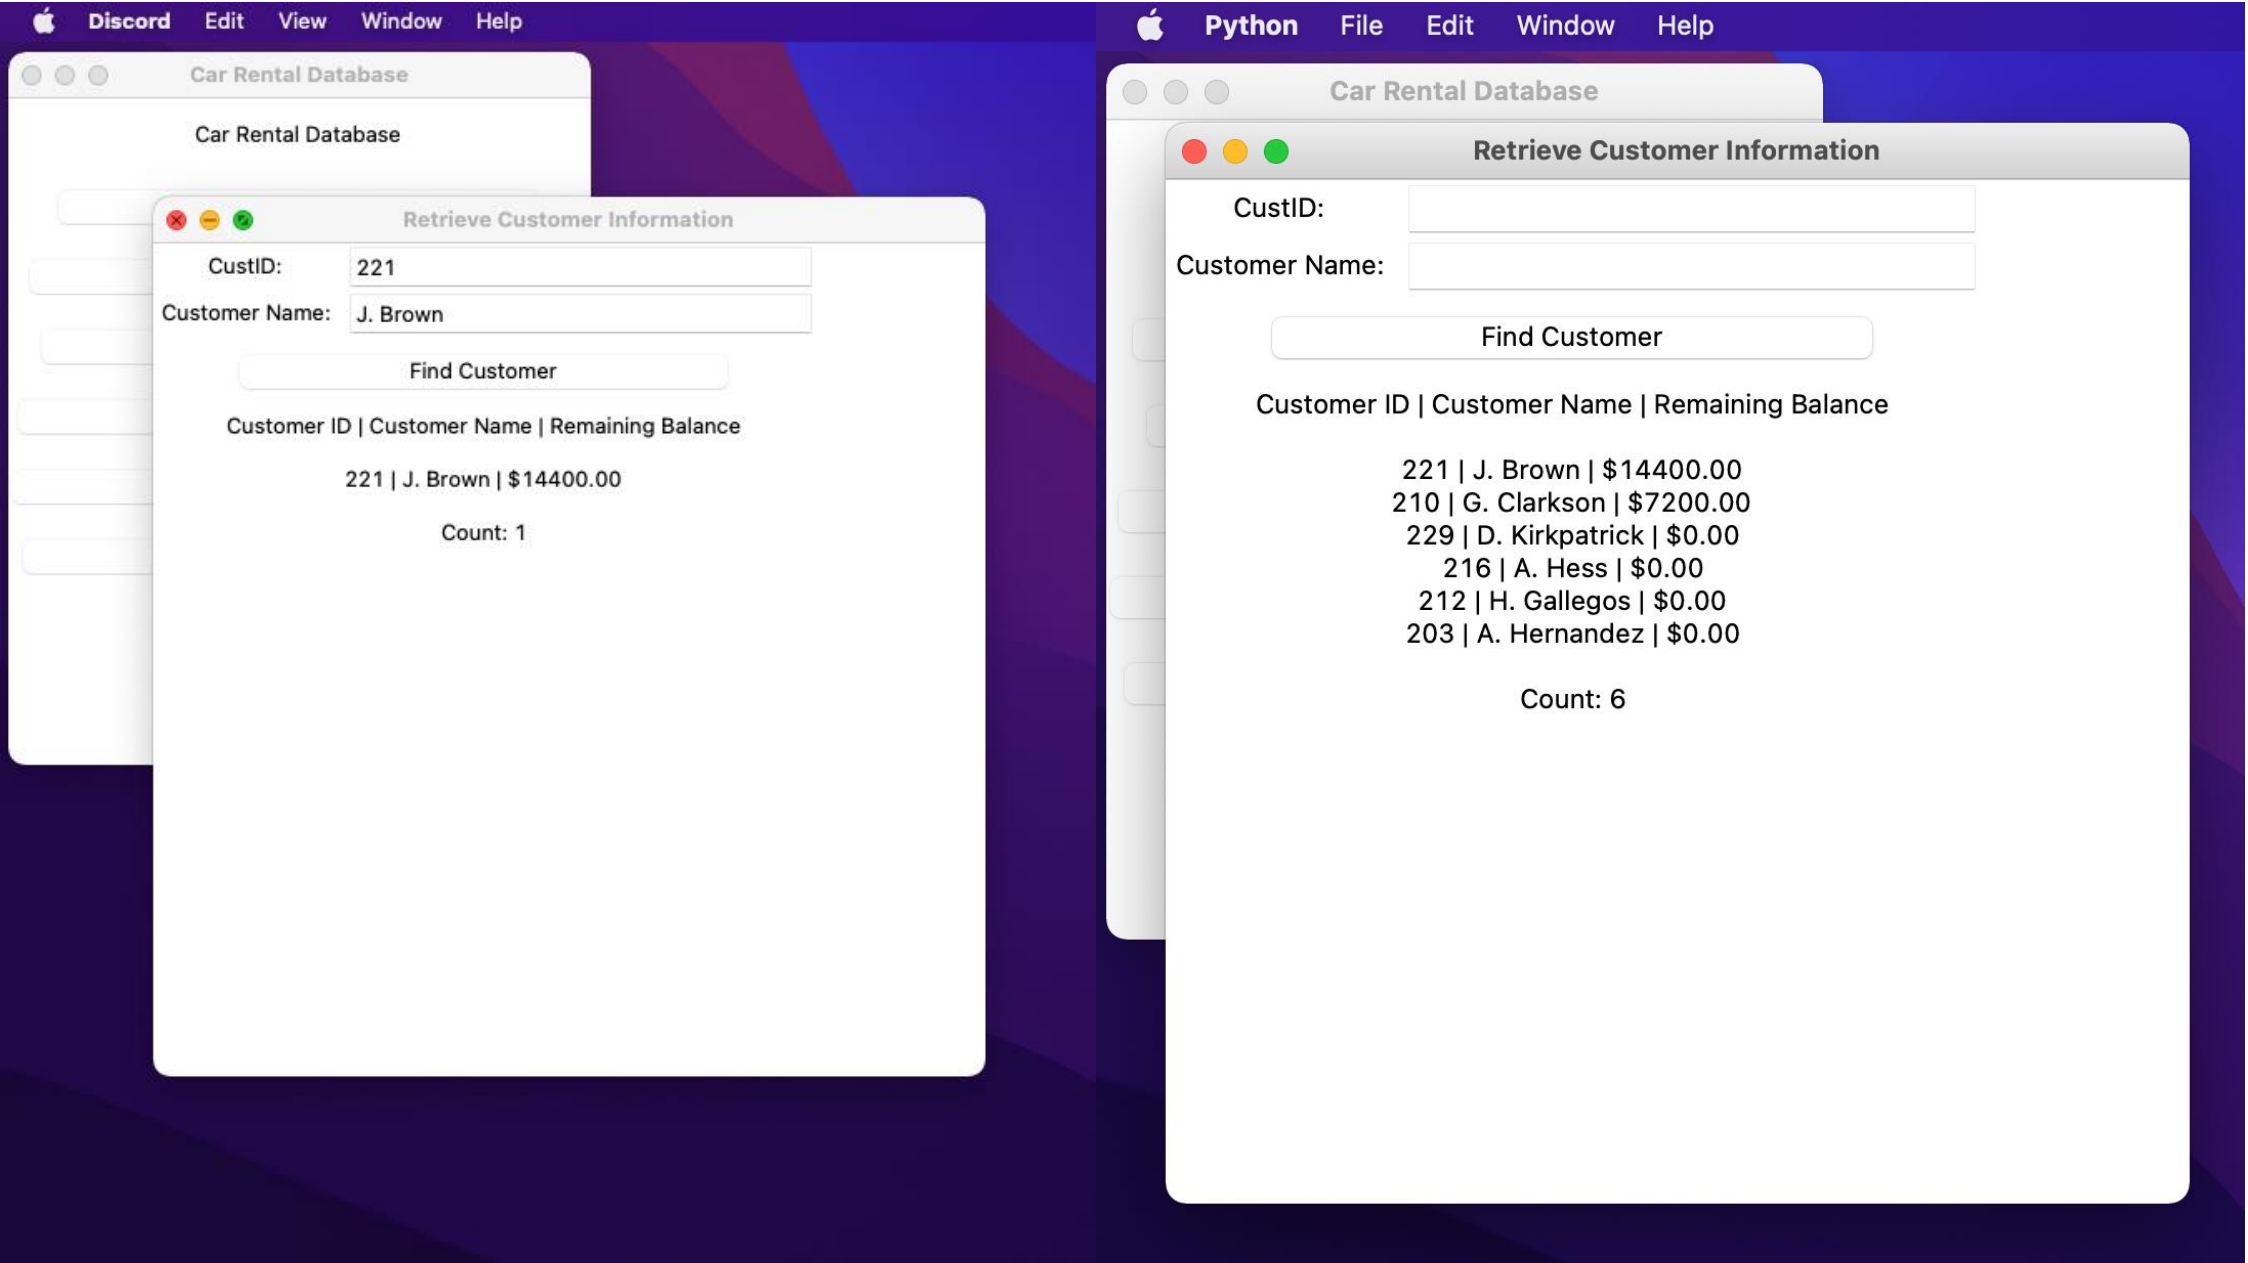 Discord Edit View Window Help
Car Rental Database
Car Rental Database
Retrieve Customer Information
CustID: 221
Customer Name: J. Brown
Find Customer
Customer ID | Customer Name | Remaining Balance
221 | J. Brown | $14400.00
Count: 1
Python File Edit Window Help
Car Rental Database
Retrieve Customer Information
CustID:
Customer Name:
Find Customer
Customer ID | Customer Name | Remaining Balance
221 | J. Brown | $14400.00
210 | G. Clarkson | $7200.00
229 | D. Kirkpatrick | $0.00
216 | A. Hess | $0.00
212 | H. Gallegos | $0.00
203 | A. Hernandez | $0.00
Count: 6